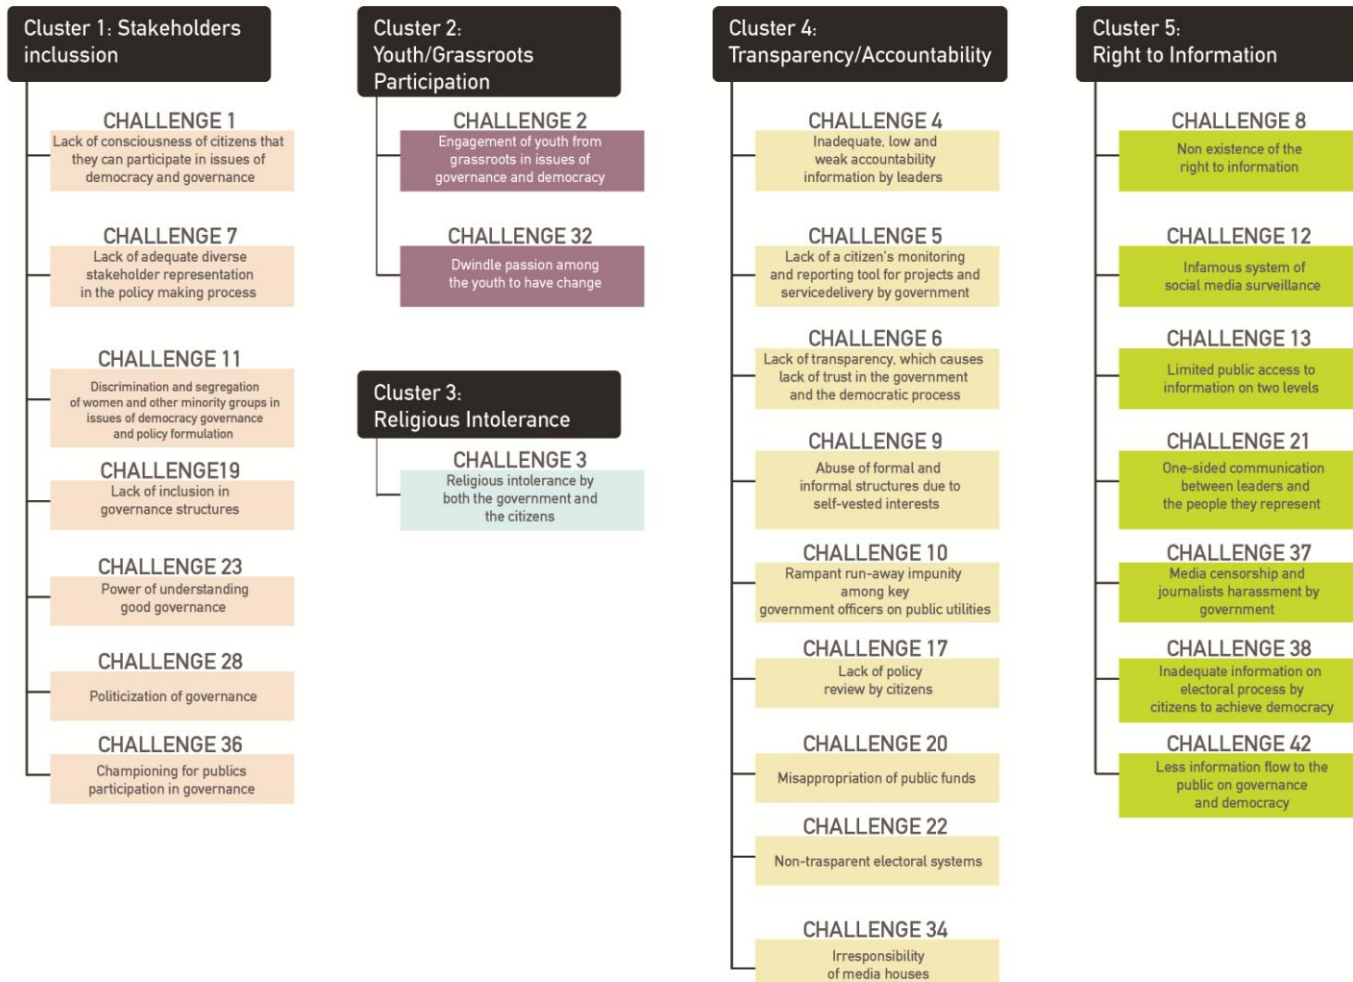 Cluster 1: Stakeholders
inclussion
CHALLENGE 1
Lack of consciousness of citizens that
they can participate in issues of
democracy and governance
CHALLENGE 7
Lack of adequate diverse
stakeholder representation
in the policy making process
CHALLENGE 11
Discrimination and segregation
of women and other minority groups in
issues of democracy governance
and policy formulation
CHALLENGE19
Lack of inclusion in
governance structures
CHALLENGE 23
Power of understanding
good governance
CHALLENGE 28
Politicization of governance
CHALLENGE 36
Championing for publics
participation in governance
Cluster 2:
Youth/Grassroots
Participation
CHALLENGE 2
Engagement of youth from
grassroots in issues of
governance and democracy
CHALLENGE 32
Dwindle passion among
the youth to have change
Cluster 3:
Religious Intolerance
CHALLENGE 3
Religious intolerance by
both the government and
the citizens
Cluster 4:
Transparency/Accountability
CHALLENGE 4
Inadequate, low and
weak accountability
information by leaders
CHALLENGE 5
Lack of a citizen's monitoring
and reporting tool for projects and
servicedelivery by government
CHALLENGE 6
Lack of transparency, which causes
lack of trust in the government
and the democratic process
CHALLENGE 9
Abuse of formal and
informal structures due to
self-vested interests
CHALLENGE 10
Rampant run-away impunity
among key
government officers on public utilities
CHALLENGE 17
Lack of policy
review by citizens
CHALLENGE 20
Misappropriation of public funds
CHALLENGE 22
Non-trasparent electoral systems
CHALLENGE 34
Irresponsibility
of media houses
Cluster 5:
Right to Information
CHALLENGE 8
Non existence of the
right to information
CHALLENGE 12
Infamous system of
social media surveillance
CHALLENGE 13
Limited public access to
information on two levels
CHALLENGE 21
One-sided communication
between leaders and
the people they represent
CHALLENGE 37
Media censorship and
journalists harassment by
government
CHALLENGE 38
Inadequate information on
electoral process by
citizens to achieve democracy
CHALLENGE 42
Less information flow to the
public on governance
and democracy